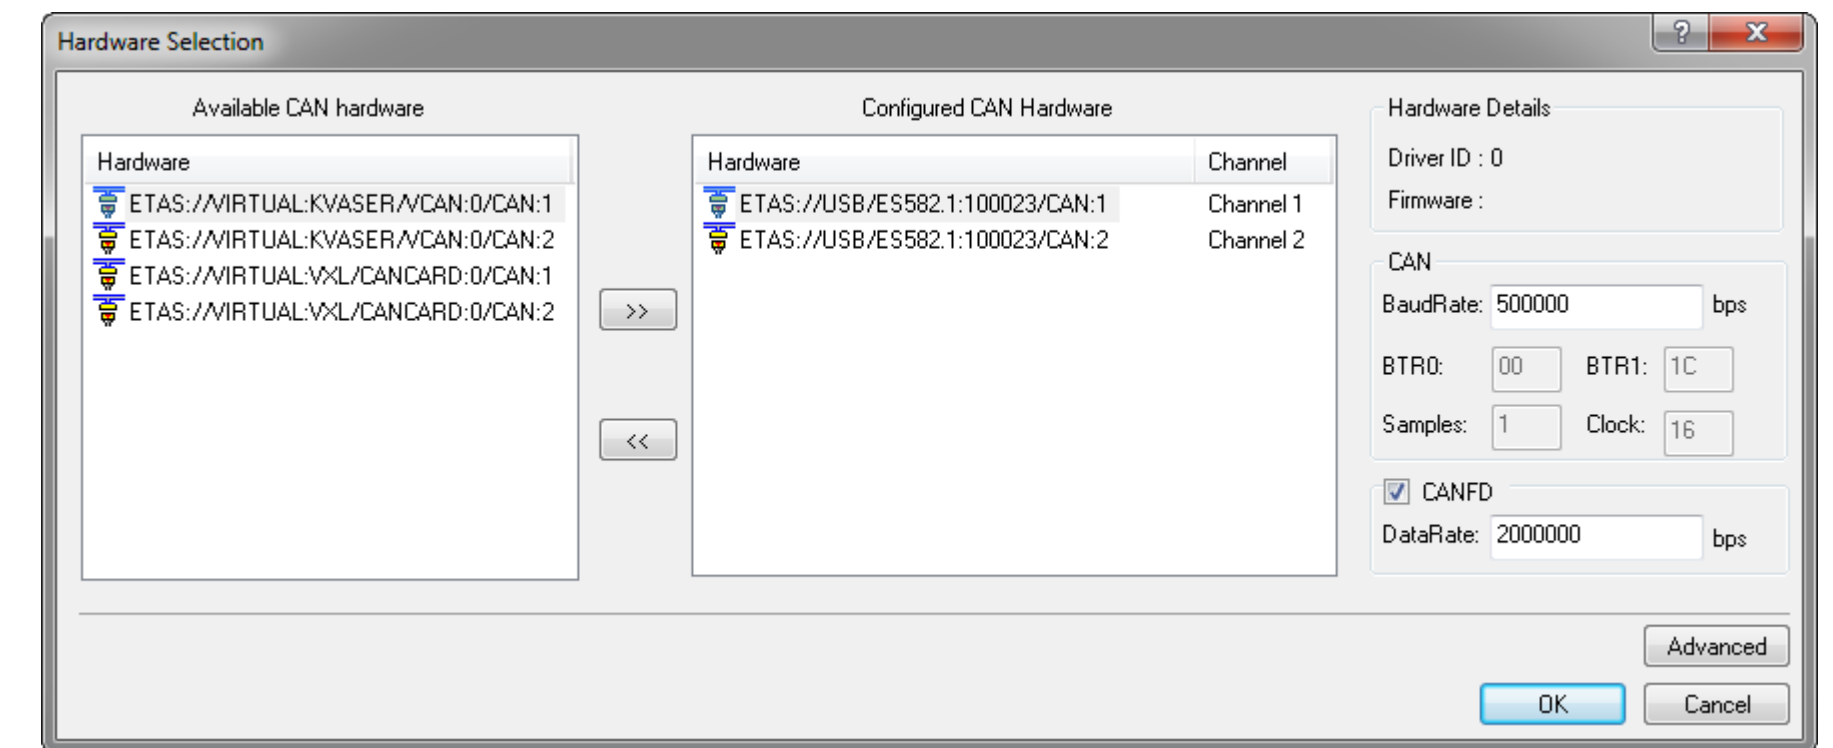 Hardware Selection
?
X
Available CAN hardware
Hardware
ETAS://VIRTUAL:KVASER/VCAN:0/CAN:1
ETAS://VIRTUAL:KVASER/VCAN:0/CAN:2
ETAS://VIRTUAL:VXL/CANCARD:0/CAN:1
ETAS://VIRTUAL:VXL/CANCARD:0/CAN:2
>>
<<
Configured CAN Hardware
Hardware Channel
ETAS://USB/ES582.1:100023/CAN:1 Channel 1
ETAS://USB/ES582.1:100023/CAN:2 Channel 2
Hardware Details
Driver ID : 0
Firmware :
CAN
BaudRate: 500000 bps
BTR0: 00 BTR1: 1C
Samples: 1 Clock: 16
CANFD
DataRate: 2000000 bps
Advanced
OK Cancel